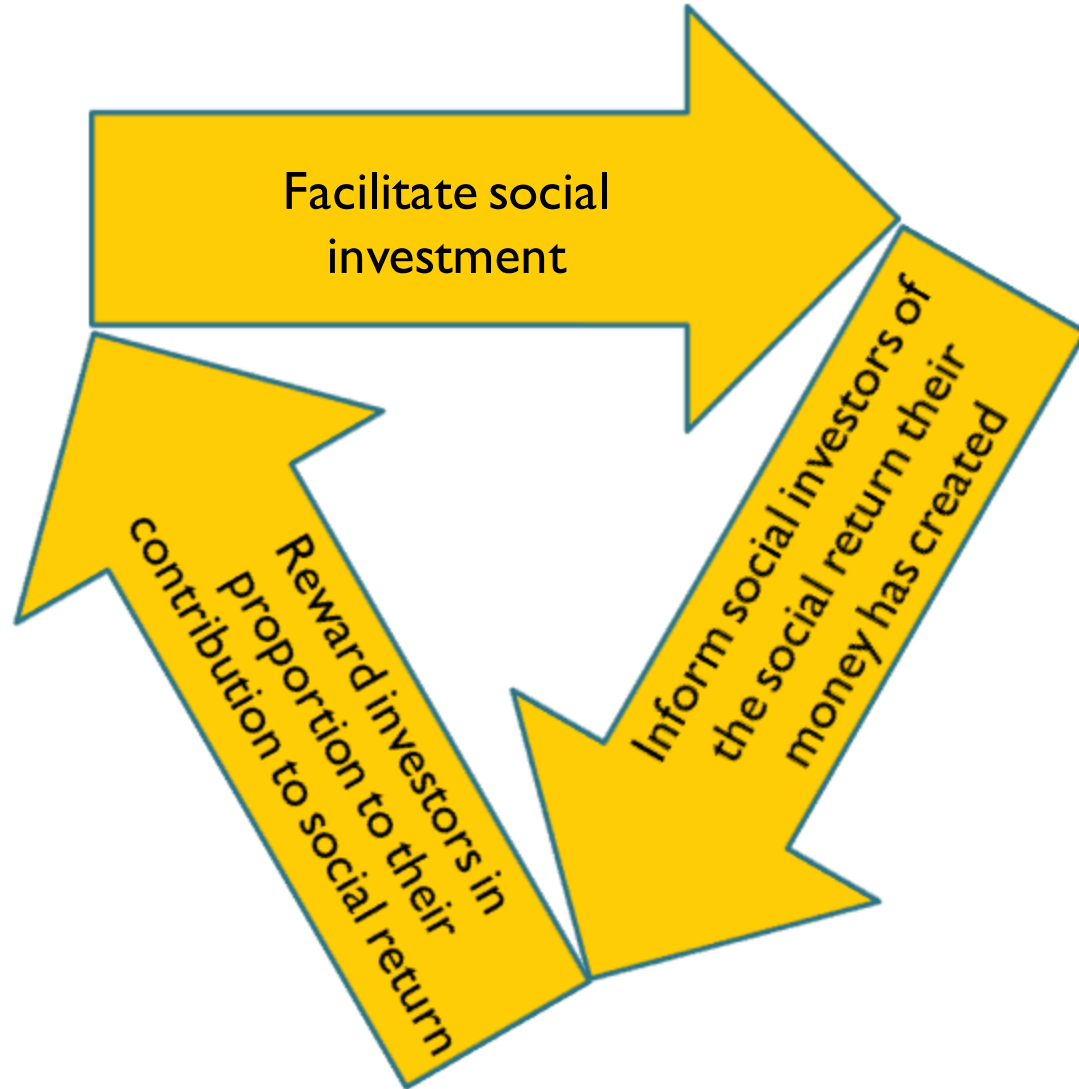 Facilitate social
investment
Inform social investors of
the social return their
money has created
Reward investors in
proportion to their
contribution to social return